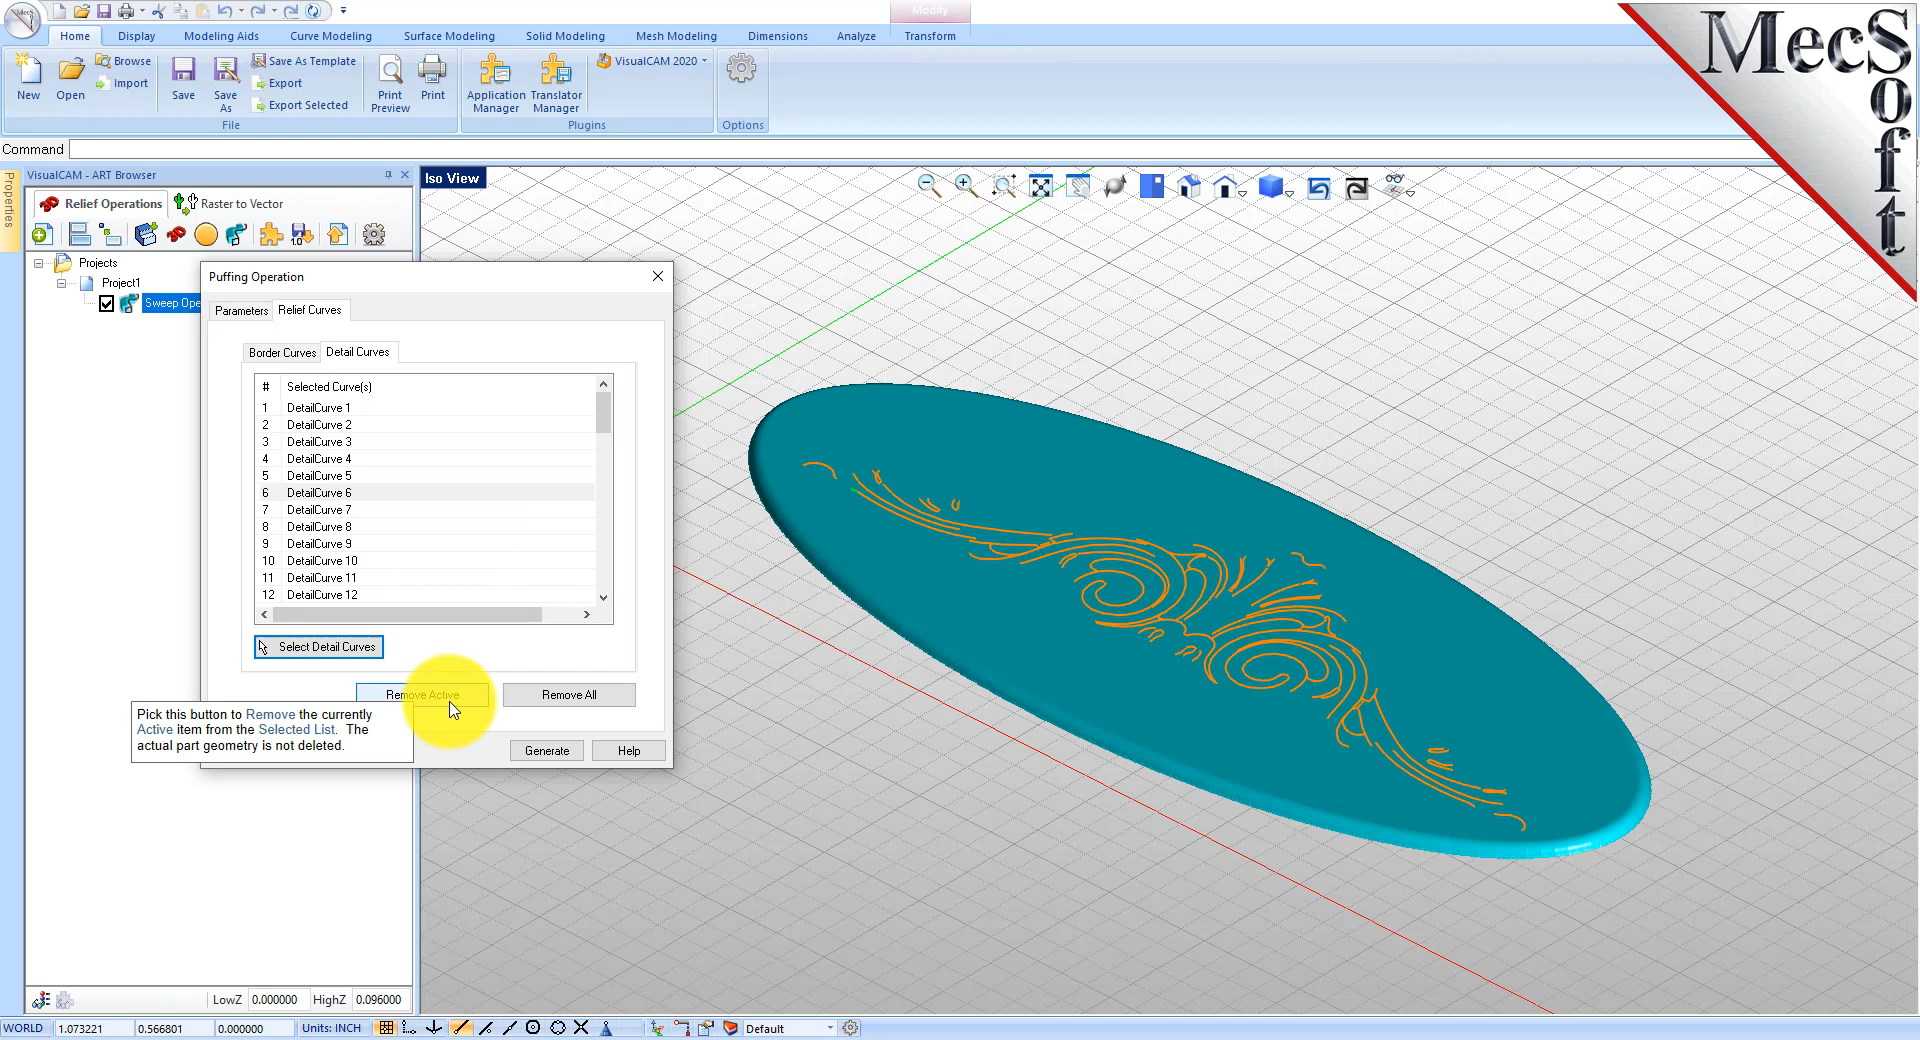 Modify
Home Display Modeling Aids Curve Modeling Surface Modeling Solid Modeling Mesh Modeling Dimensions Analyze Transform
New
Open
Browse
Import
Save
Save As
Save As Template
Export
Export Selected
Print Preview
Print
Application Manager
Translator Manager
VisualCAM 2020
File
Plugins
Options
MecSoft
Command
Properties
VisualCAM - ART Browser
Relief Operations Raster to Vector
1.0
Projects
Project1
Sweep Ope
Iso View
Puffing Operation
Parameters Relief Curves
Border Curves Detail Curves
# Selected Curve(s)
1 DetailCurve 1
2 DetailCurve 2
3 DetailCurve 3
4 DetailCurve 4
5 DetailCurve 5
6 DetailCurve 6
7 DetailCurve 7
8 DetailCurve 8
9 DetailCurve 9
10 DetailCurve 10
11 DetailCurve 11
12 DetailCurve 12
Select Detail Curves
Remove Active Remove All
Pick this button to Remove the currently
Active item from the Selected List. The
actual part geometry is not deleted.
Generate Help
LowZ 0.000000 HighZ 0.096000
WORLD 1.073221 0.566801 0.000000 Units: INCH Default